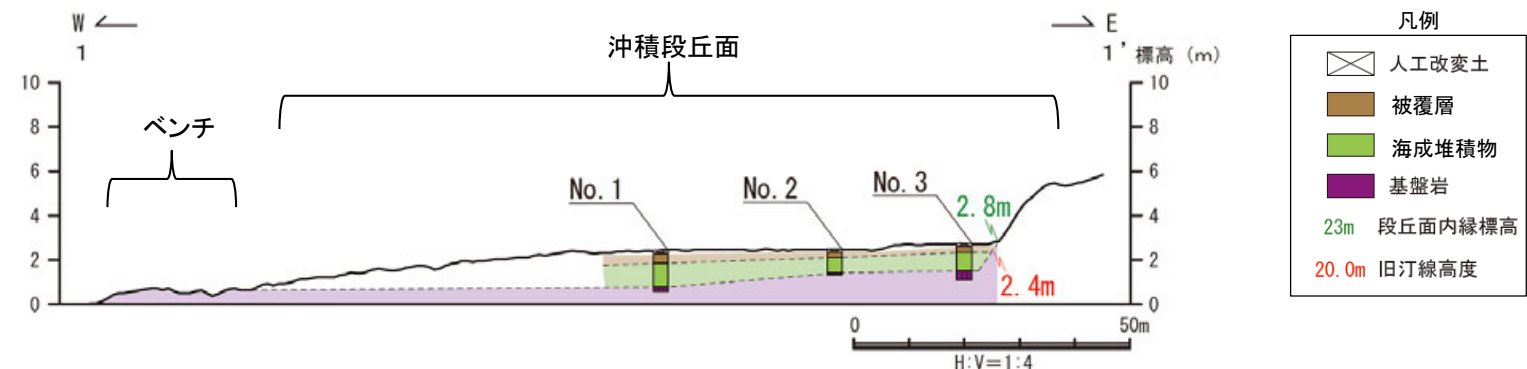 W
1
E
1’ 標高 (m)
沖積段丘面
ベンチ
10
8
6
4
2
0
No. 1
No. 2
No. 3
2.8m
2.4m
10
8
6
4
2
0
0
50m
H:V=1:4
凡例
人工改変土
被覆層
海成堆積物
基盤岩
23m 段丘面内縁標高
20.0m 旧汀線高度